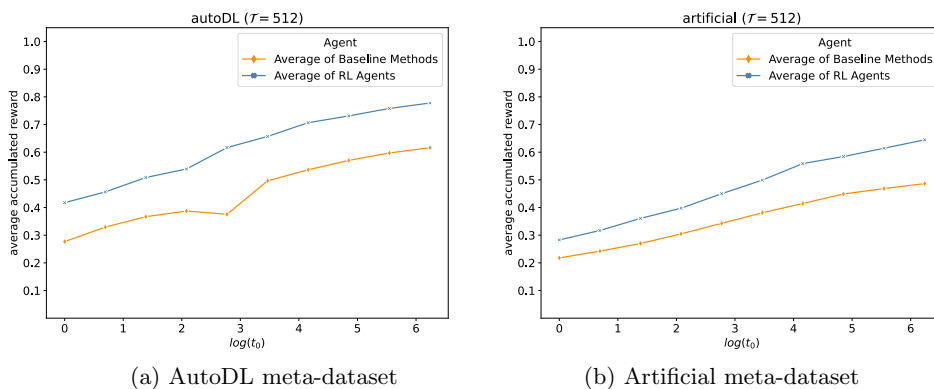 autoDL (𝒯 = 512)
1.0
0.9
0.8
0.7
0.6
0.5
0.4
0.3
0.2
0.1
average accumulated reward
Agent
Average of Baseline Methods
Average of RL Agents
0 1 2 3 4 5 6
log(t₀)
(a) AutoDL meta-dataset
artificial (𝒯 = 512)
1.0
0.9
0.8
0.7
0.6
0.5
0.4
0.3
0.2
0.1
average accumulated reward
Agent
Average of Baseline Methods
Average of RL Agents
0 1 2 3 4 5 6
log(t₀)
(b) Artificial meta-dataset